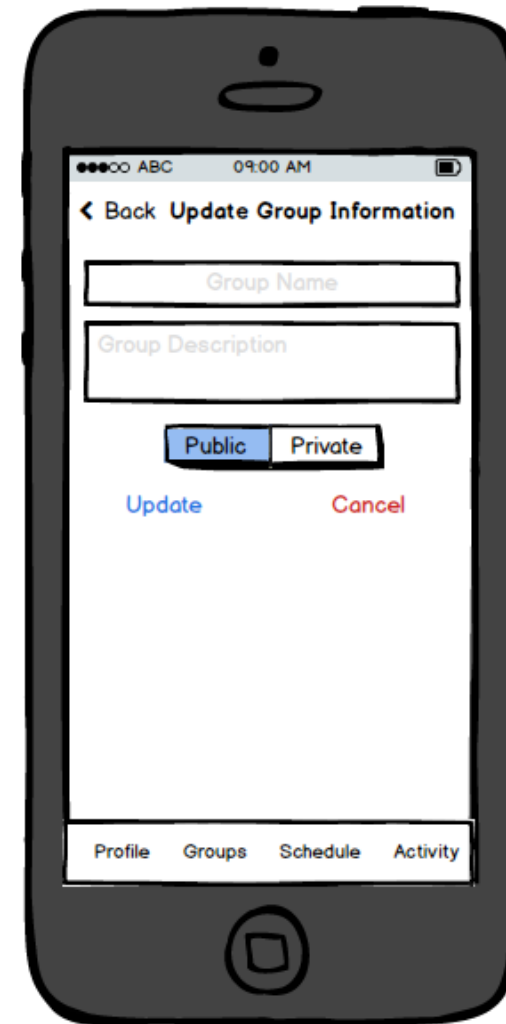 ABC 09:00 AM
Back Update Group Information
Group Name
Group Description
Public Private
Update Cancel
Profile Groups Schedule Activity